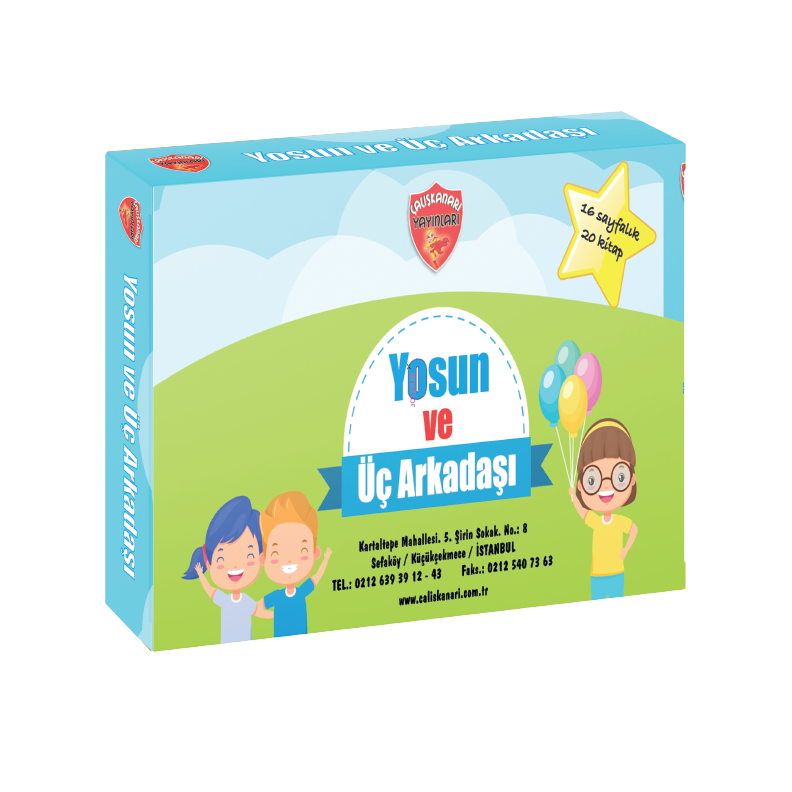 Yosun ve Üç Arkadaşı
ÇALIŞKANARI
YAYINLARI
Yosun ve Üç Arkadaşı
ÇALIŞKANARI
YAYINLARI
16 sayfalık
20 kitap
Yosun
ve
Üç Arkadaşı
Kartaltepe Mahallesi. 5. Şirin Sokak. No.: 8
Sefaköy / Küçükçekmece / İSTANBUL
TEL.: 0212 639 39 12 - 43 Faks.: 0212 540 73 63
www.caliskanari.com.tr